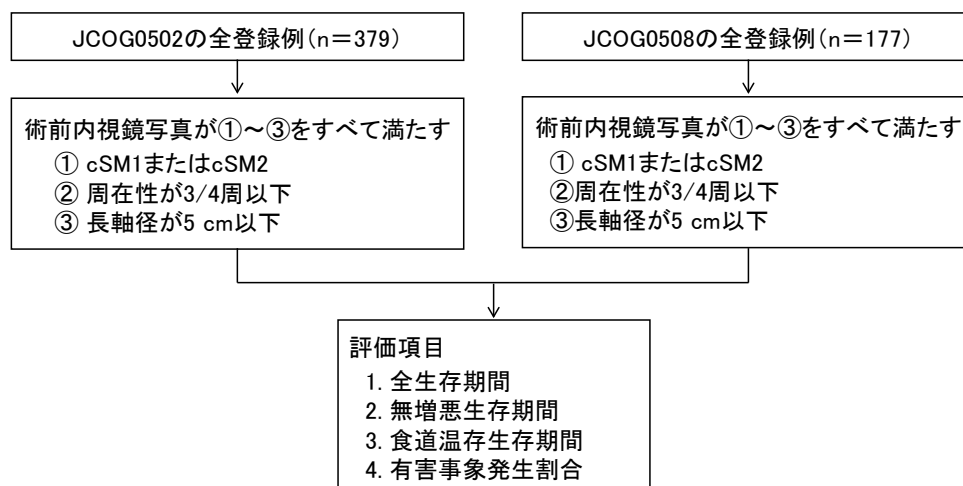 JCOG0502の全登録例(n=379)
JCOG0508の全登録例(n=177)
術前内視鏡写真が①～③をすべて満たす
① cSM1またはcSM2
② 周在性が3/4周以下
③ 長軸径が5 cm以下
術前内視鏡写真が①～③をすべて満たす
① cSM1またはcSM2
②周在性が3/4周以下
③長軸径が5 cm以下
評価項目
1. 全生存期間
2. 無増悪生存期間
3. 食道温存生存期間
4. 有害事象発生割合